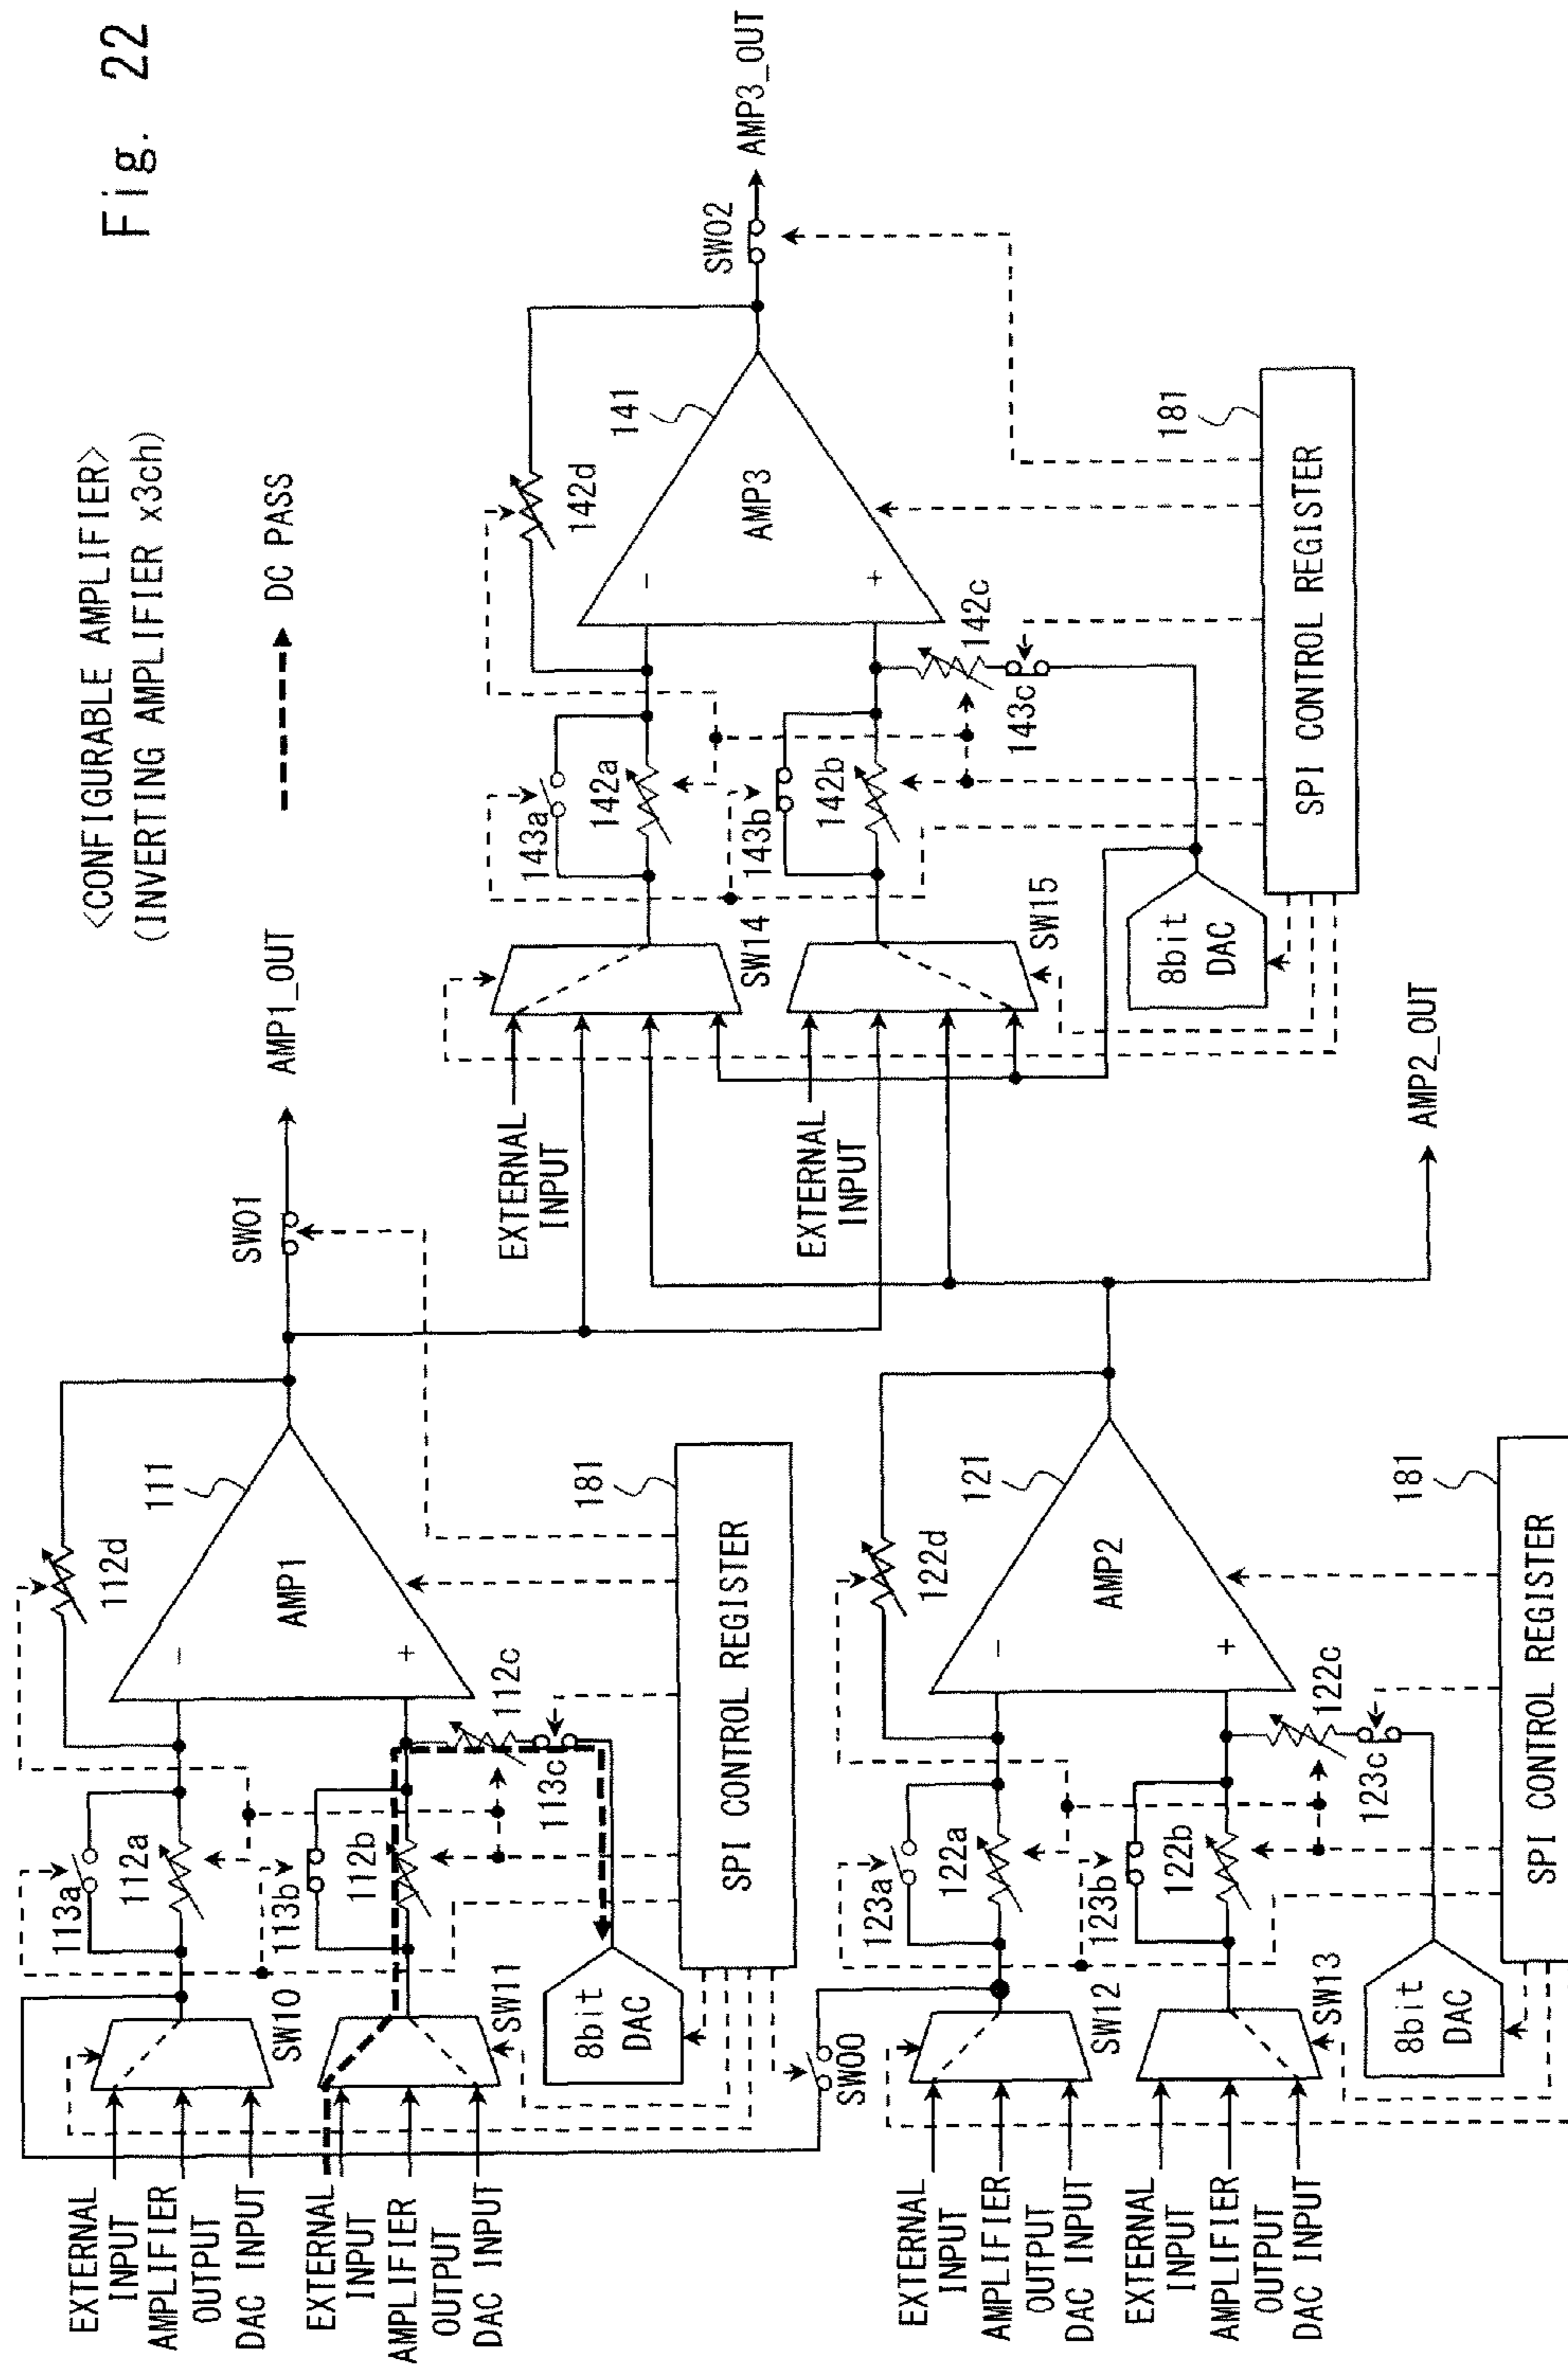 Fig. 22
<CONFIGURABLE AMPLIFIER>
(INVERTING AMPLIFIER x3ch)
DC PASS
EXTERNAL
INPUT
AMPLIFIER
OUTPUT
DAC INPUT
SW10
113a
112a
112d
AMP1
111
-
+
SW01
AMP1_OUT
EXTERNAL
INPUT
AMPLIFIER
OUTPUT
DAC INPUT
SW11
113b
112b
112c
113c
8bit
DAC
SPI CONTROL REGISTER
181
SW00
EXTERNAL
INPUT
AMPLIFIER
OUTPUT
DAC INPUT
SW12
123a
122a
122d
AMP2
121
-
+
AMP2_OUT
EXTERNAL
INPUT
AMPLIFIER
OUTPUT
DAC INPUT
SW13
123b
122b
122c
123c
8bit
DAC
SPI CONTROL REGISTER
181
EXTERNAL
INPUT
SW14
143a
142a
142d
AMP3
141
-
+
SW02
AMP3_OUT
EXTERNAL
INPUT
SW15
143b
142b
142c
143c
8bit
DAC
SPI CONTROL REGISTER
181